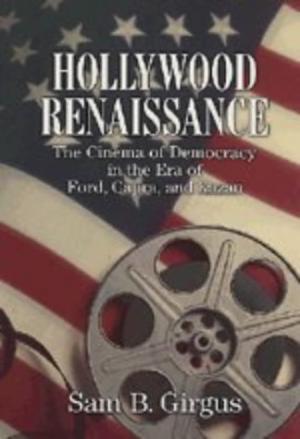 HOLLYWOOD
RENAISSANCE
The Cinema of Democracy
in the Era of
Ford, Capra, and Kazan
Sam B. Girgus